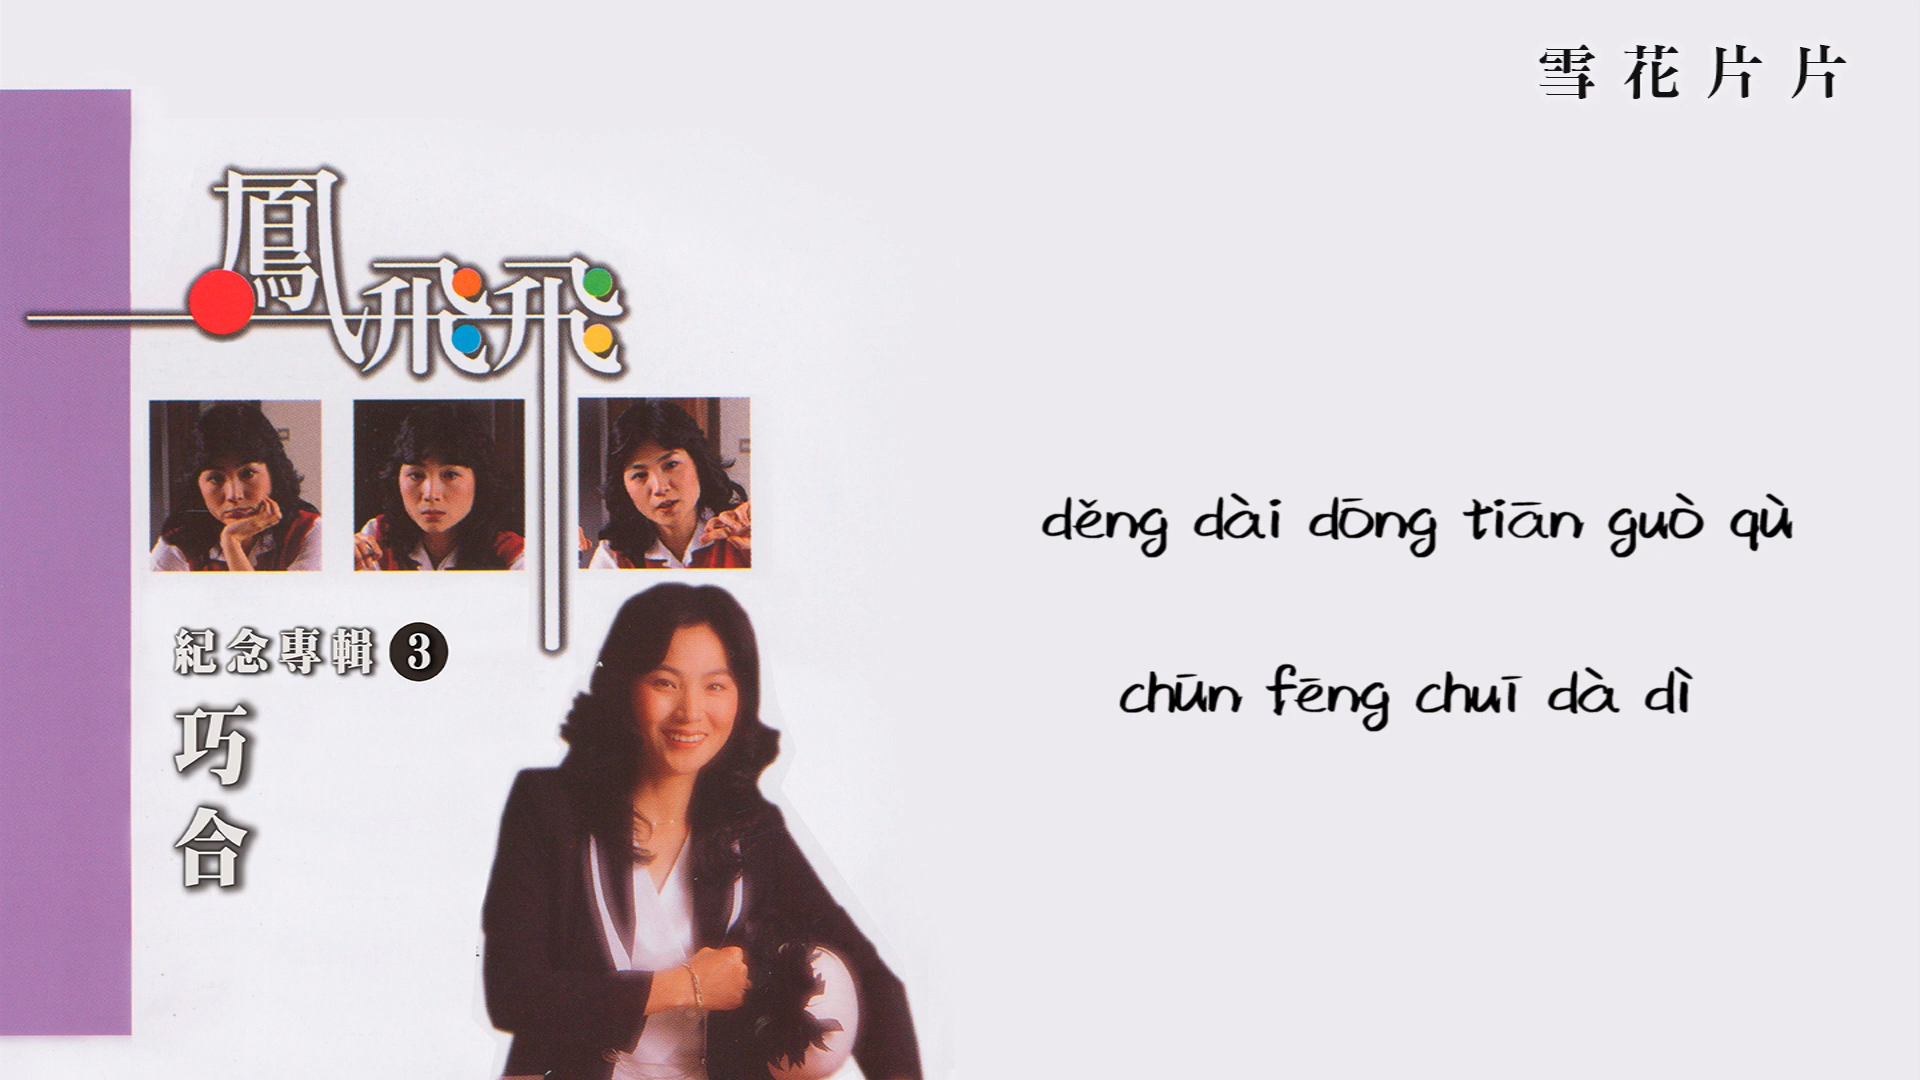 雪花片片
鳳飛飛
紀念專輯 3
巧合
děng dài dōng tiān guò qù
chūn fēng chuī dà dì